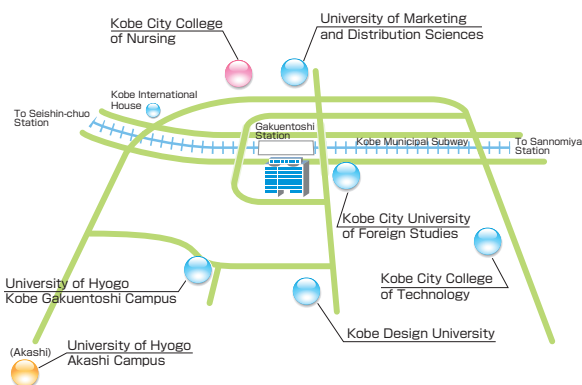 Kobe City College
of Nursing
University of Marketing
and Distribution Sciences
Kobe International
House
To Seishin-chuo
Station
Gakuentoshi
Station
Kobe Municipal Subway
To Sannomiya
Station
Kobe City University
of Foreign Studies
Kobe City College
of Technology
University of Hyogo
Kobe Gakuentoshi Campus
Kobe Design University
(Akashi)
University of Hyogo
Akashi Campus